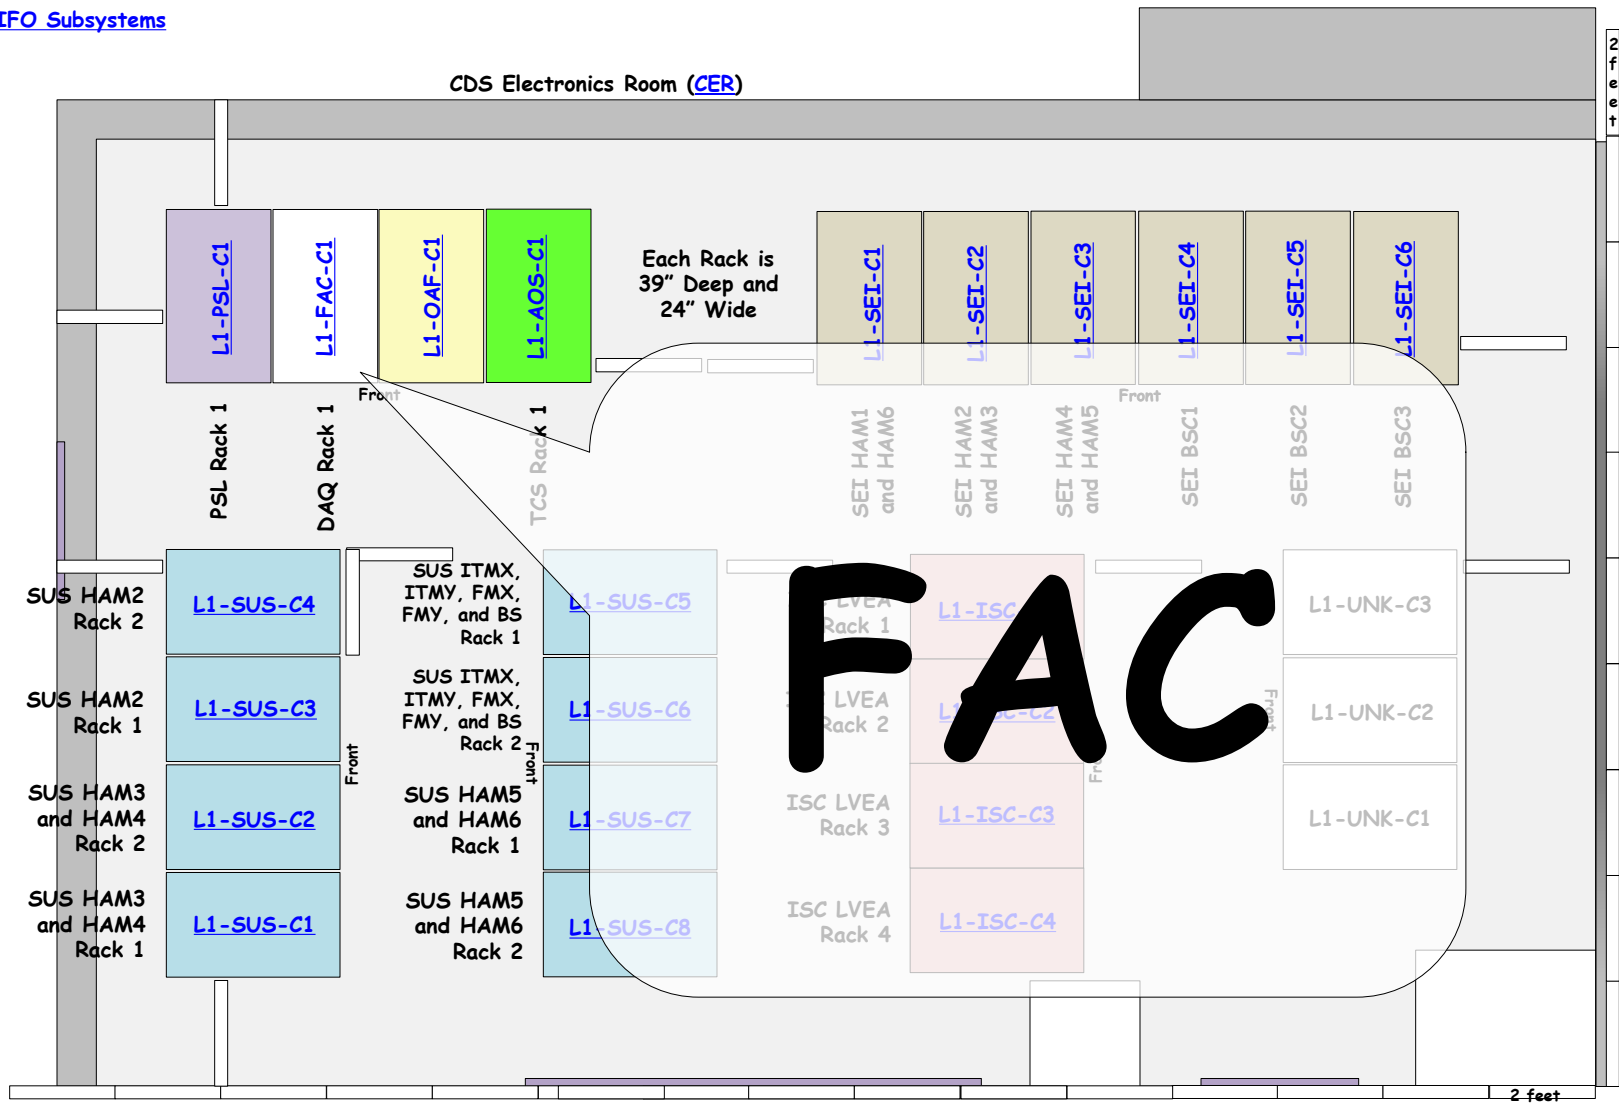 IFO Subsystems
2 feet
CDS Electronics Room (CER)
L1-PSL-C1
L1-FAC-C1
L1-OAF-C1
L1-AOS-C1
Each Rack is
39” Deep and
24” Wide
L1-SEI-C1
L1-SEI-C2
L1-SEI-C3
L1-SEI-C4
L1-SEI-C5
L1-SEI-C6
Front
Front
PSL Rack 1
DAQ Rack 1
TCS Rack 1
SEI HAM1
and HAM6
SEI HAM2
and HAM3
SEI HAM4
and HAM5
SEI BSC1
SEI BSC2
SEI BSC3
SUS HAM2
Rack 2
L1-SUS-C4
SUS ITMX,
ITMY, FMX,
FMY, and BS
Rack 1
L1-SUS-C5
LVEA
Rack 1
L1-ISC
L1-UNK-C3
FAC
SUS HAM2
Rack 1
L1-SUS-C3
SUS ITMX,
ITMY, FMX,
FMY, and BS
Rack 2
L1-SUS-C6
LVEA
Rack 2
L1-ISC-C2
Front
L1-UNK-C2
Front
Front
SUS HAM3
and HAM4
Rack 2
L1-SUS-C2
SUS HAM5
and HAM6
Rack 1
L1-SUS-C7
ISC LVEA
Rack 3
L1-ISC-C3
L1-UNK-C1
SUS HAM3
and HAM4
Rack 1
L1-SUS-C1
SUS HAM5
and HAM6
Rack 2
L1-SUS-C8
ISC LVEA
Rack 4
L1-ISC-C4
2 feet